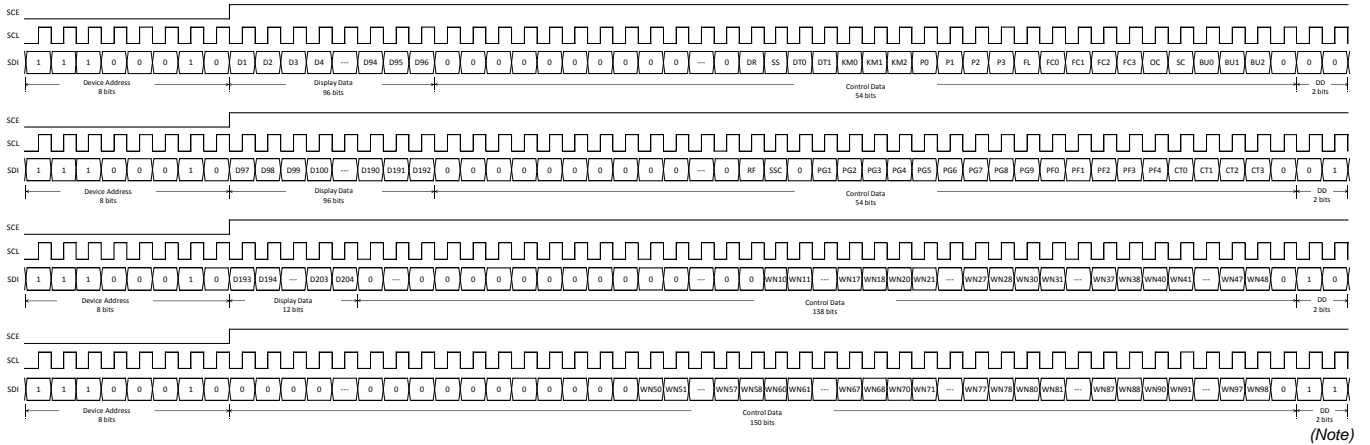 SCE
SCL
SDI 1 1 1 0 0 0 1 0 D1 D2 D3 D4 --- D94 D95 D96 0 0 0 0 0 0 0 0 0 0 --- 0 DR SS DT0 DT1 KM0 KM1 KM2 P0 P1 P2 P3 FL FC0 FC1 FC2 FC3 OC SC BU0 BU1 BU2 0 0 0
Device Address Display Data Control Data DD
8 bits 96 bits 54 bits 2 bits
SCE
SCL
SDI 1 1 1 0 0 0 1 0 D97 D98 D99 D100 --- D190 D191 D192 0 0 0 0 0 0 0 0 0 0 --- 0 RF SSC 0 PG1 PG2 PG3 PG4 PG5 PG6 PG7 PG8 PG9 PF0 PF1 PF2 PF3 PF4 CT0 CT1 CT2 CT3 0 0 1
Device Address Display Data Control Data DD
8 bits 96 bits 54 bits 2 bits
SCE
SCL
SDI 1 1 1 0 0 0 1 0 D193 D194 --- D203 D204 0 --- 0 0 0 0 0 0 0 0 0 0 0 --- 0 0 WN10 WN11 --- WN17 WN18 WN20 WN21 --- WN27 WN28 WN30 WN31 --- WN37 WN38 WN40 WN41 --- WN47 WN48 0 1 0
Device Address Display Data Control Data DD
8 bits 12 bits 138 bits 2 bits
SCE
SCL
SDI 1 1 1 0 0 0 1 0 0 0 0 0 --- 0 0 0 0 0 0 0 0 0 0 0 WN50 WN51 --- WN57 WN58 WN60 WN61 --- WN67 WN68 WN70 WN71 --- WN77 WN78 WN80 WN81 --- WN87 WN88 WN90 WN91 --- WN97 WN98 0 1 1
Device Address Control Data DD
8 bits 150 bits 2 bits
(Note)